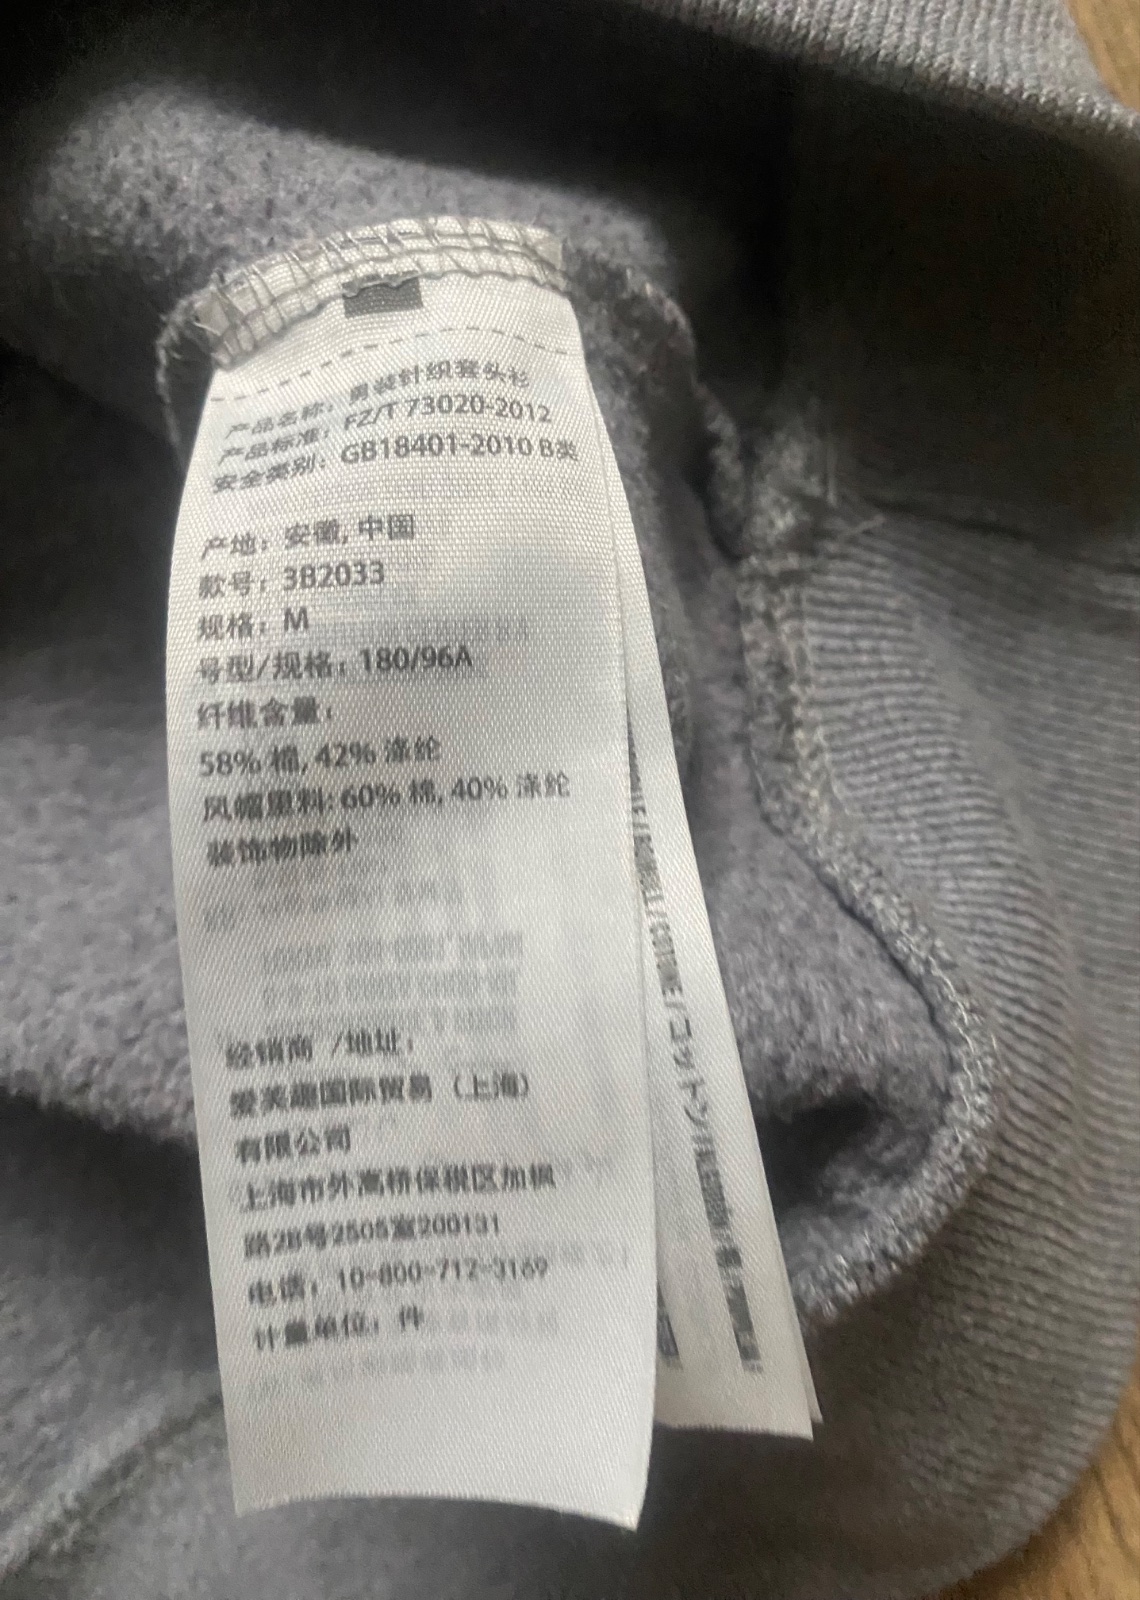 产品名称：男装针织套头衫
产品标准：FZ/T 73020-2012
安全类别：GB18401-2010 B类
产地：安徽, 中国
款号：3B2033
规格：M
号型/规格：180/96A
纤维含量：
58% 棉, 42% 涤纶
风帽里料: 60% 棉, 40% 涤纶
装饰物除外
经销商 /地址：
爱芙趣国际贸易（上海）
有限公司
上海市外高桥保税区加枫
路28号2505室200131
电话：10-800-712-3169
计量单位：件
/ COTONE / コットン /